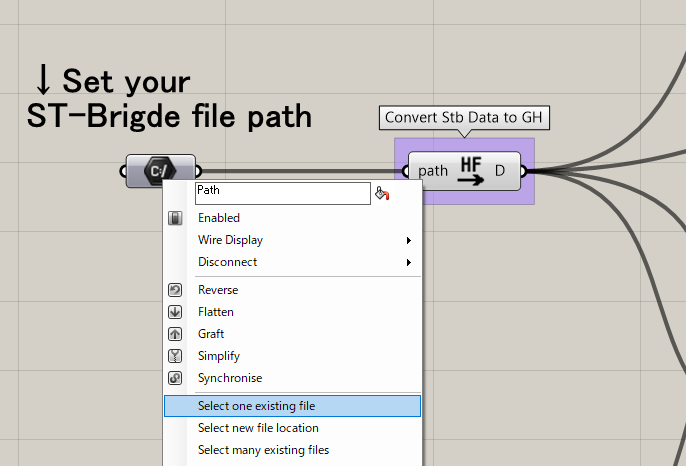 ↓Set your
ST-Brigde file path
Convert Stb Data to GH
C:/
path HF D
Path
Enabled
Wire Display
Disconnect
Reverse
Flatten
Graft
Simplify
Synchronise
Select one existing file
Select new file location
Select many existing files